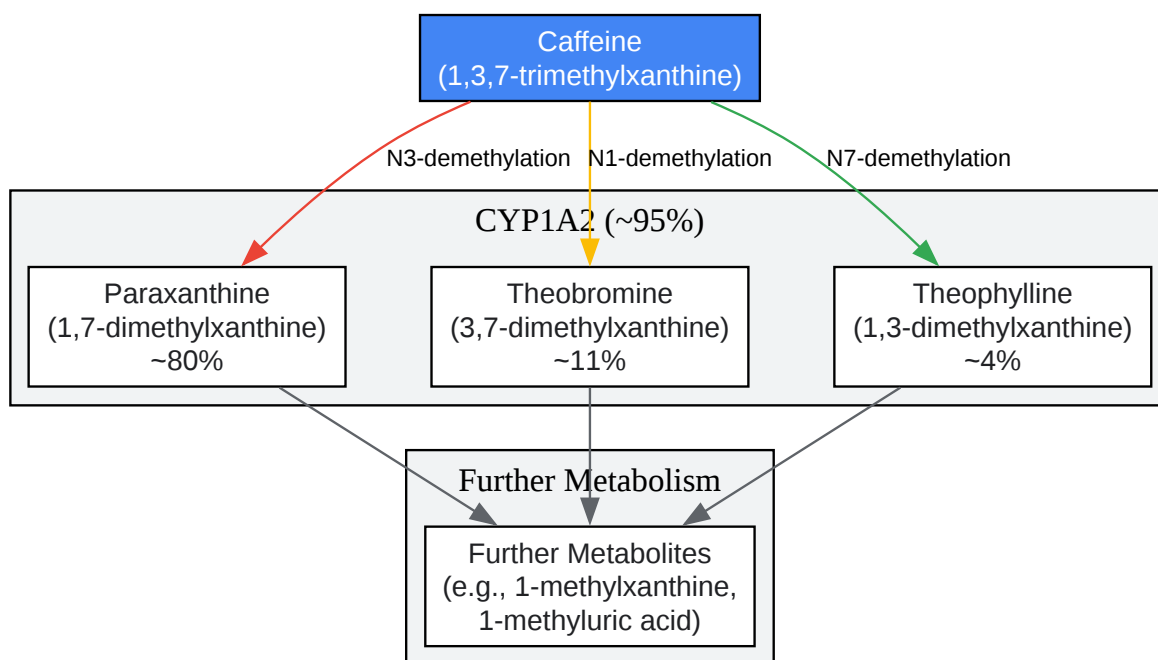 Caffeine
(1,3,7-trimethylxanthine)
N3-demethylation
N1-demethylation
N7-demethylation
CYP1A2 (~95%)
Paraxanthine
(1,7-dimethylxanthine)
~80%
Theobromine
(3,7-dimethylxanthine)
~11%
Theophylline
(1,3-dimethylxanthine)
~4%
Further Metabolism
Further Metabolites
(e.g., 1-methylxanthine,
1-methyluric acid)